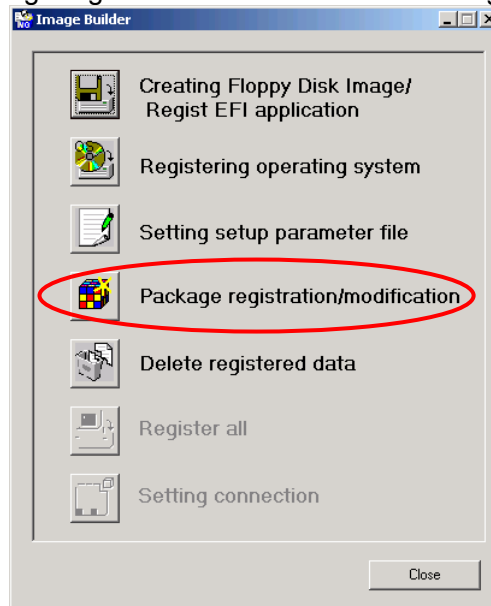 Image Builder
Creating Floppy Disk Image/
Regist EFI application
Registering operating system
Setting setup parameter file
Package registration/modification
Delete registered data
Register all
Setting connection
Close